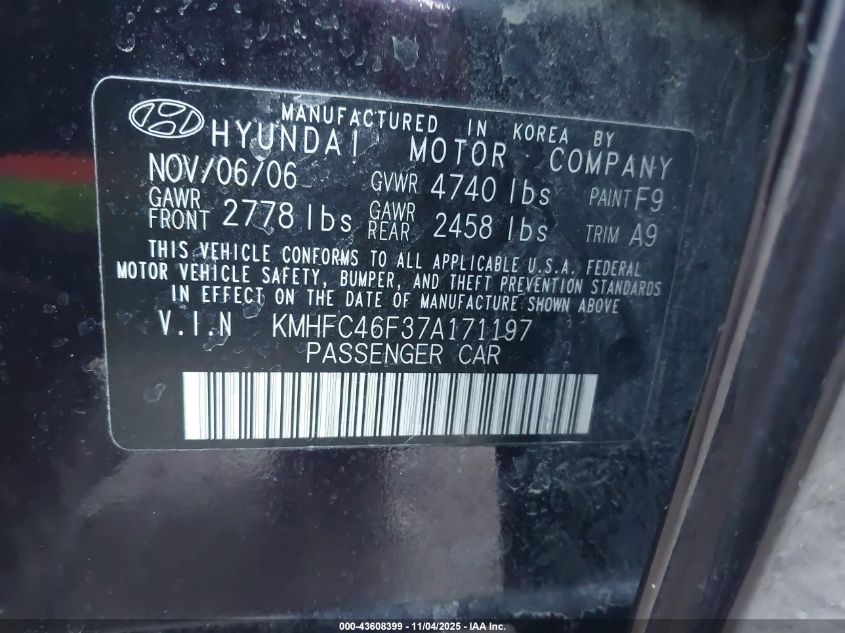 MANUFACTURED IN KOREA BY
HYUNDAI MOTOR COMPANY
NOV/06/06 GVWR 4740 lbs PAINT F9
GAWR FRONT 2778 lbs GAWR REAR 2458 lbs TRIM A9
THIS VEHICLE CONFORMS TO ALL APPLICABLE U.S.A. FEDERAL
MOTOR VEHICLE SAFETY, BUMPER, AND THEFT PREVENTION STANDARDS
IN EFFECT ON THE DATE OF MANUFACTURE SHOWN ABOVE
V.I.N KMHFC46F37A171197
PASSENGER CAR
000-43608399 - 11/04/2025 - IAA Inc.